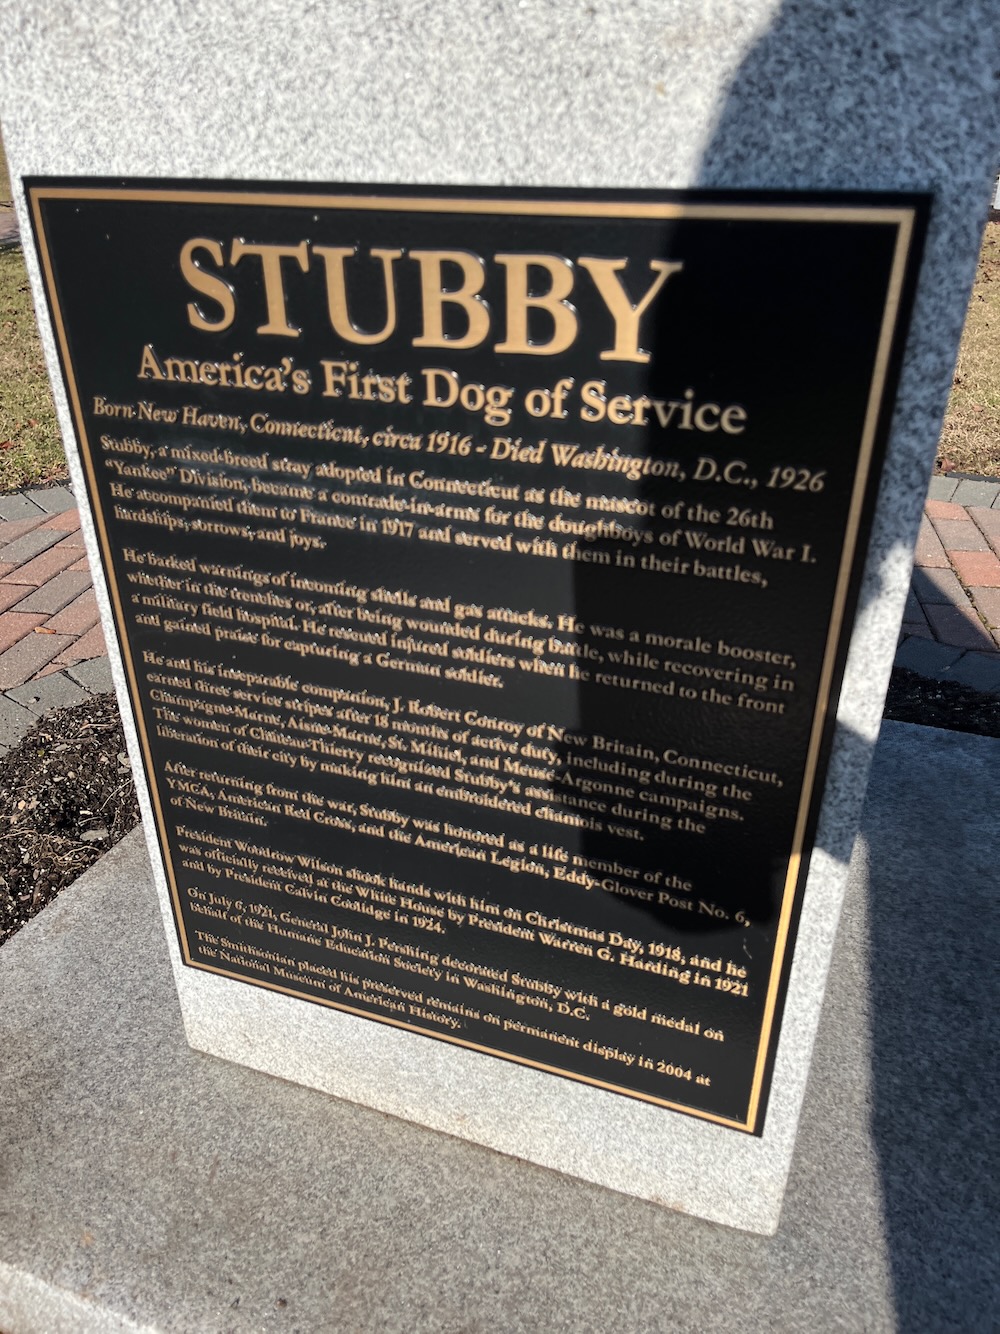 STUBBY
America's First Dog of Service
Born New Haven, Connecticut, circa 1916 - Died Washington, D.C., 1926
Stubby, a mixed-breed stray adopted in Connecticut as the mascot of the 26th
"Yankee" Division, became a comrade-in-arms for the doughboys of World War I.
He accompanied them to France in 1917 and served with them in their battles,
hardships, sorrows, and joys.
He barked warnings of incoming shells and gas attacks. He was a morale booster,
whether in the trenches or, after being wounded during battle, while recovering in
a military field hospital. He rescued injured soldiers when he returned to the front
and gained praise for capturing a German soldier.
He and his inseparable companion, J. Robert Conroy of New Britain, Connecticut,
earned three service stripes after 18 months of active duty, including during the
Champagne-Marne, Aisne-Marne, St. Mihiel, and Meuse-Argonne campaigns.
The women of Château-Thierry recognized Stubby's assistance during the
liberation of their city by making him an embroidered chamois vest.
After returning from the war, Stubby was honored as a life member of the
YMCA, American Red Cross, and the American Legion, Eddy-Glover Post No. 6,
of New Britain.
President Woodrow Wilson shook hands with him on Christmas Day, 1918, and he
was officially received at the White House by President Warren G. Harding in 1921
and by President Calvin Coolidge in 1924.
On July 6, 1921, General John J. Pershing decorated Stubby with a gold medal on
behalf of the Humane Education Society in Washington, D.C.
The Smithsonian placed his preserved remains on permanent display in 2004 at
the National Museum of American History.